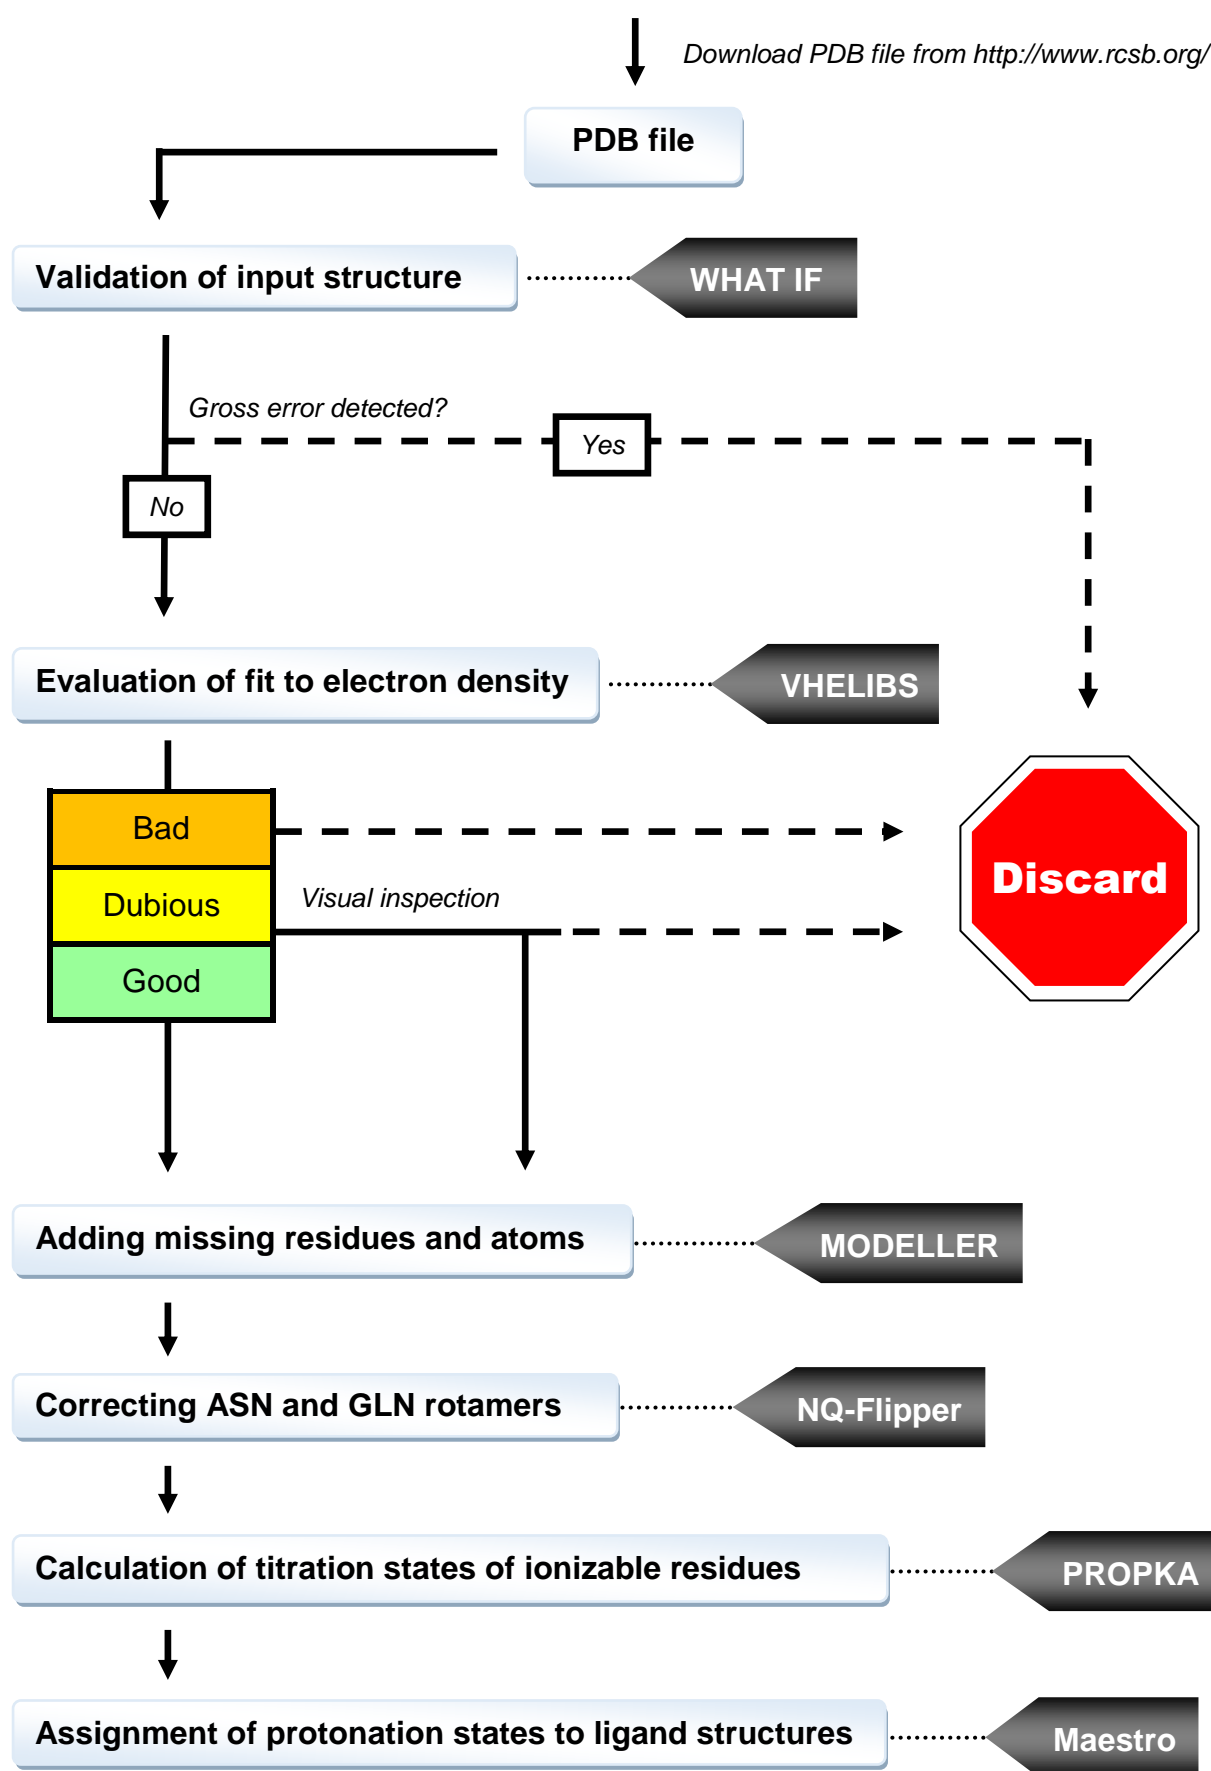 Download PDB file from http://www.rcsb.org/
PDB file
Validation of input structure
WHAT IF
Gross error detected?
Yes
No
Evaluation of fit to electron density
VHELIBS
Bad
Dubious
Visual inspection
Good
Discard
Adding missing residues and atoms
MODELLER
Correcting ASN and GLN rotamers
NQ-Flipper
Calculation of titration states of ionizable residues
PROPKA
Assignment of protonation states to ligand structures
Maestro